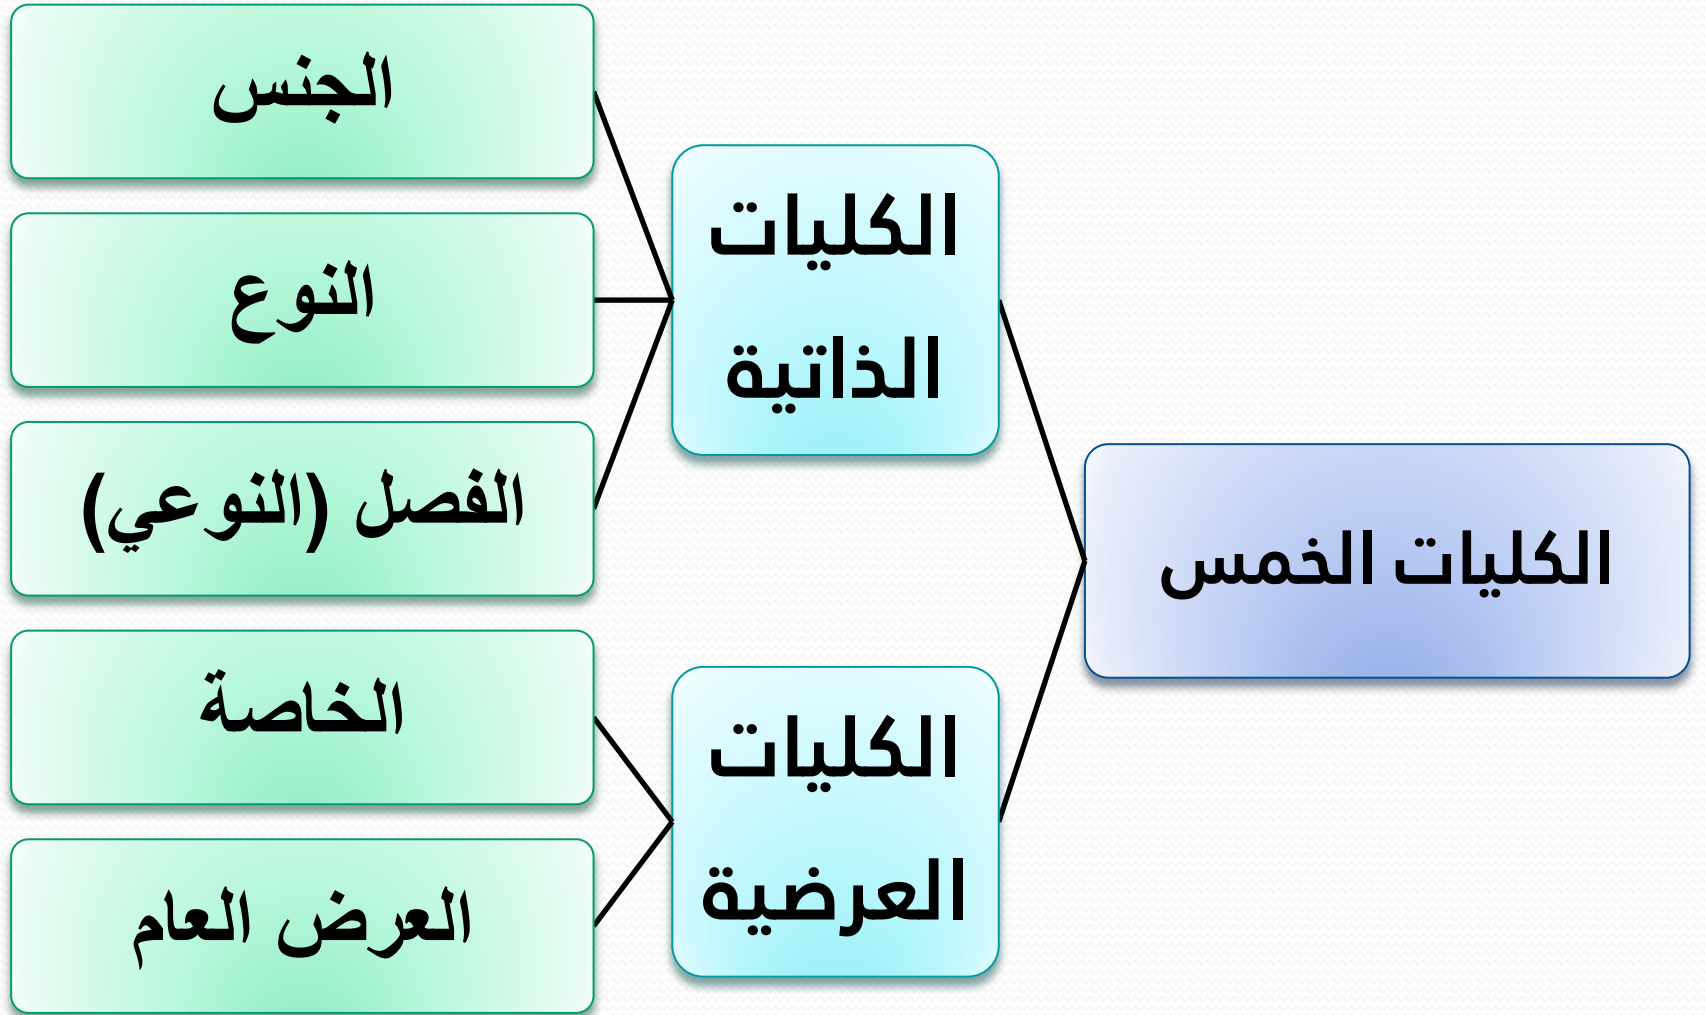 الكليات الخمس
الكليات
الذاتية
الجنس
النوع
الفصل (النوعي)
الكليات
العرضية
الخاصة
العرض العام